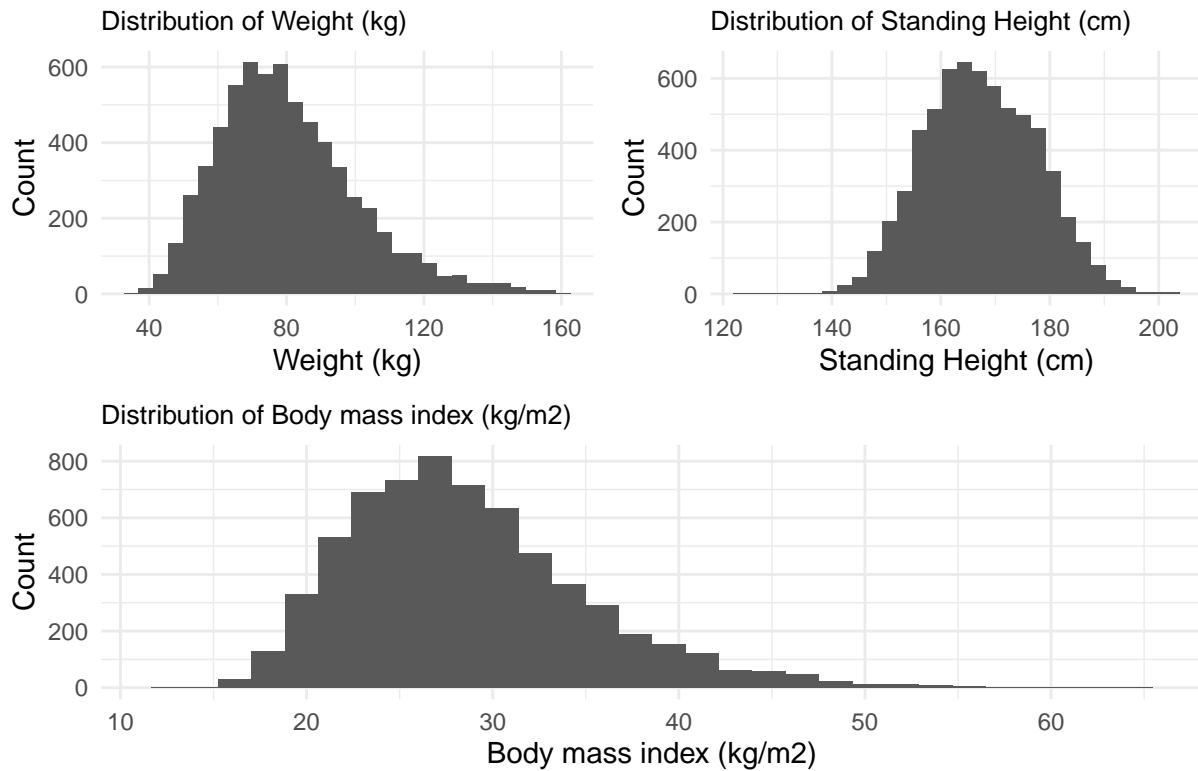 Distribution of Weight (kg)
600
400
200
0
Count
40 80 120 160
Weight (kg)
Distribution of Standing Height (cm)
600
400
200
0
Count
120 140 160 180 200
Standing Height (cm)
Distribution of Body mass index (kg/m2)
800
600
400
200
0
Count
10 20 30 40 50 60
Body mass index (kg/m2)